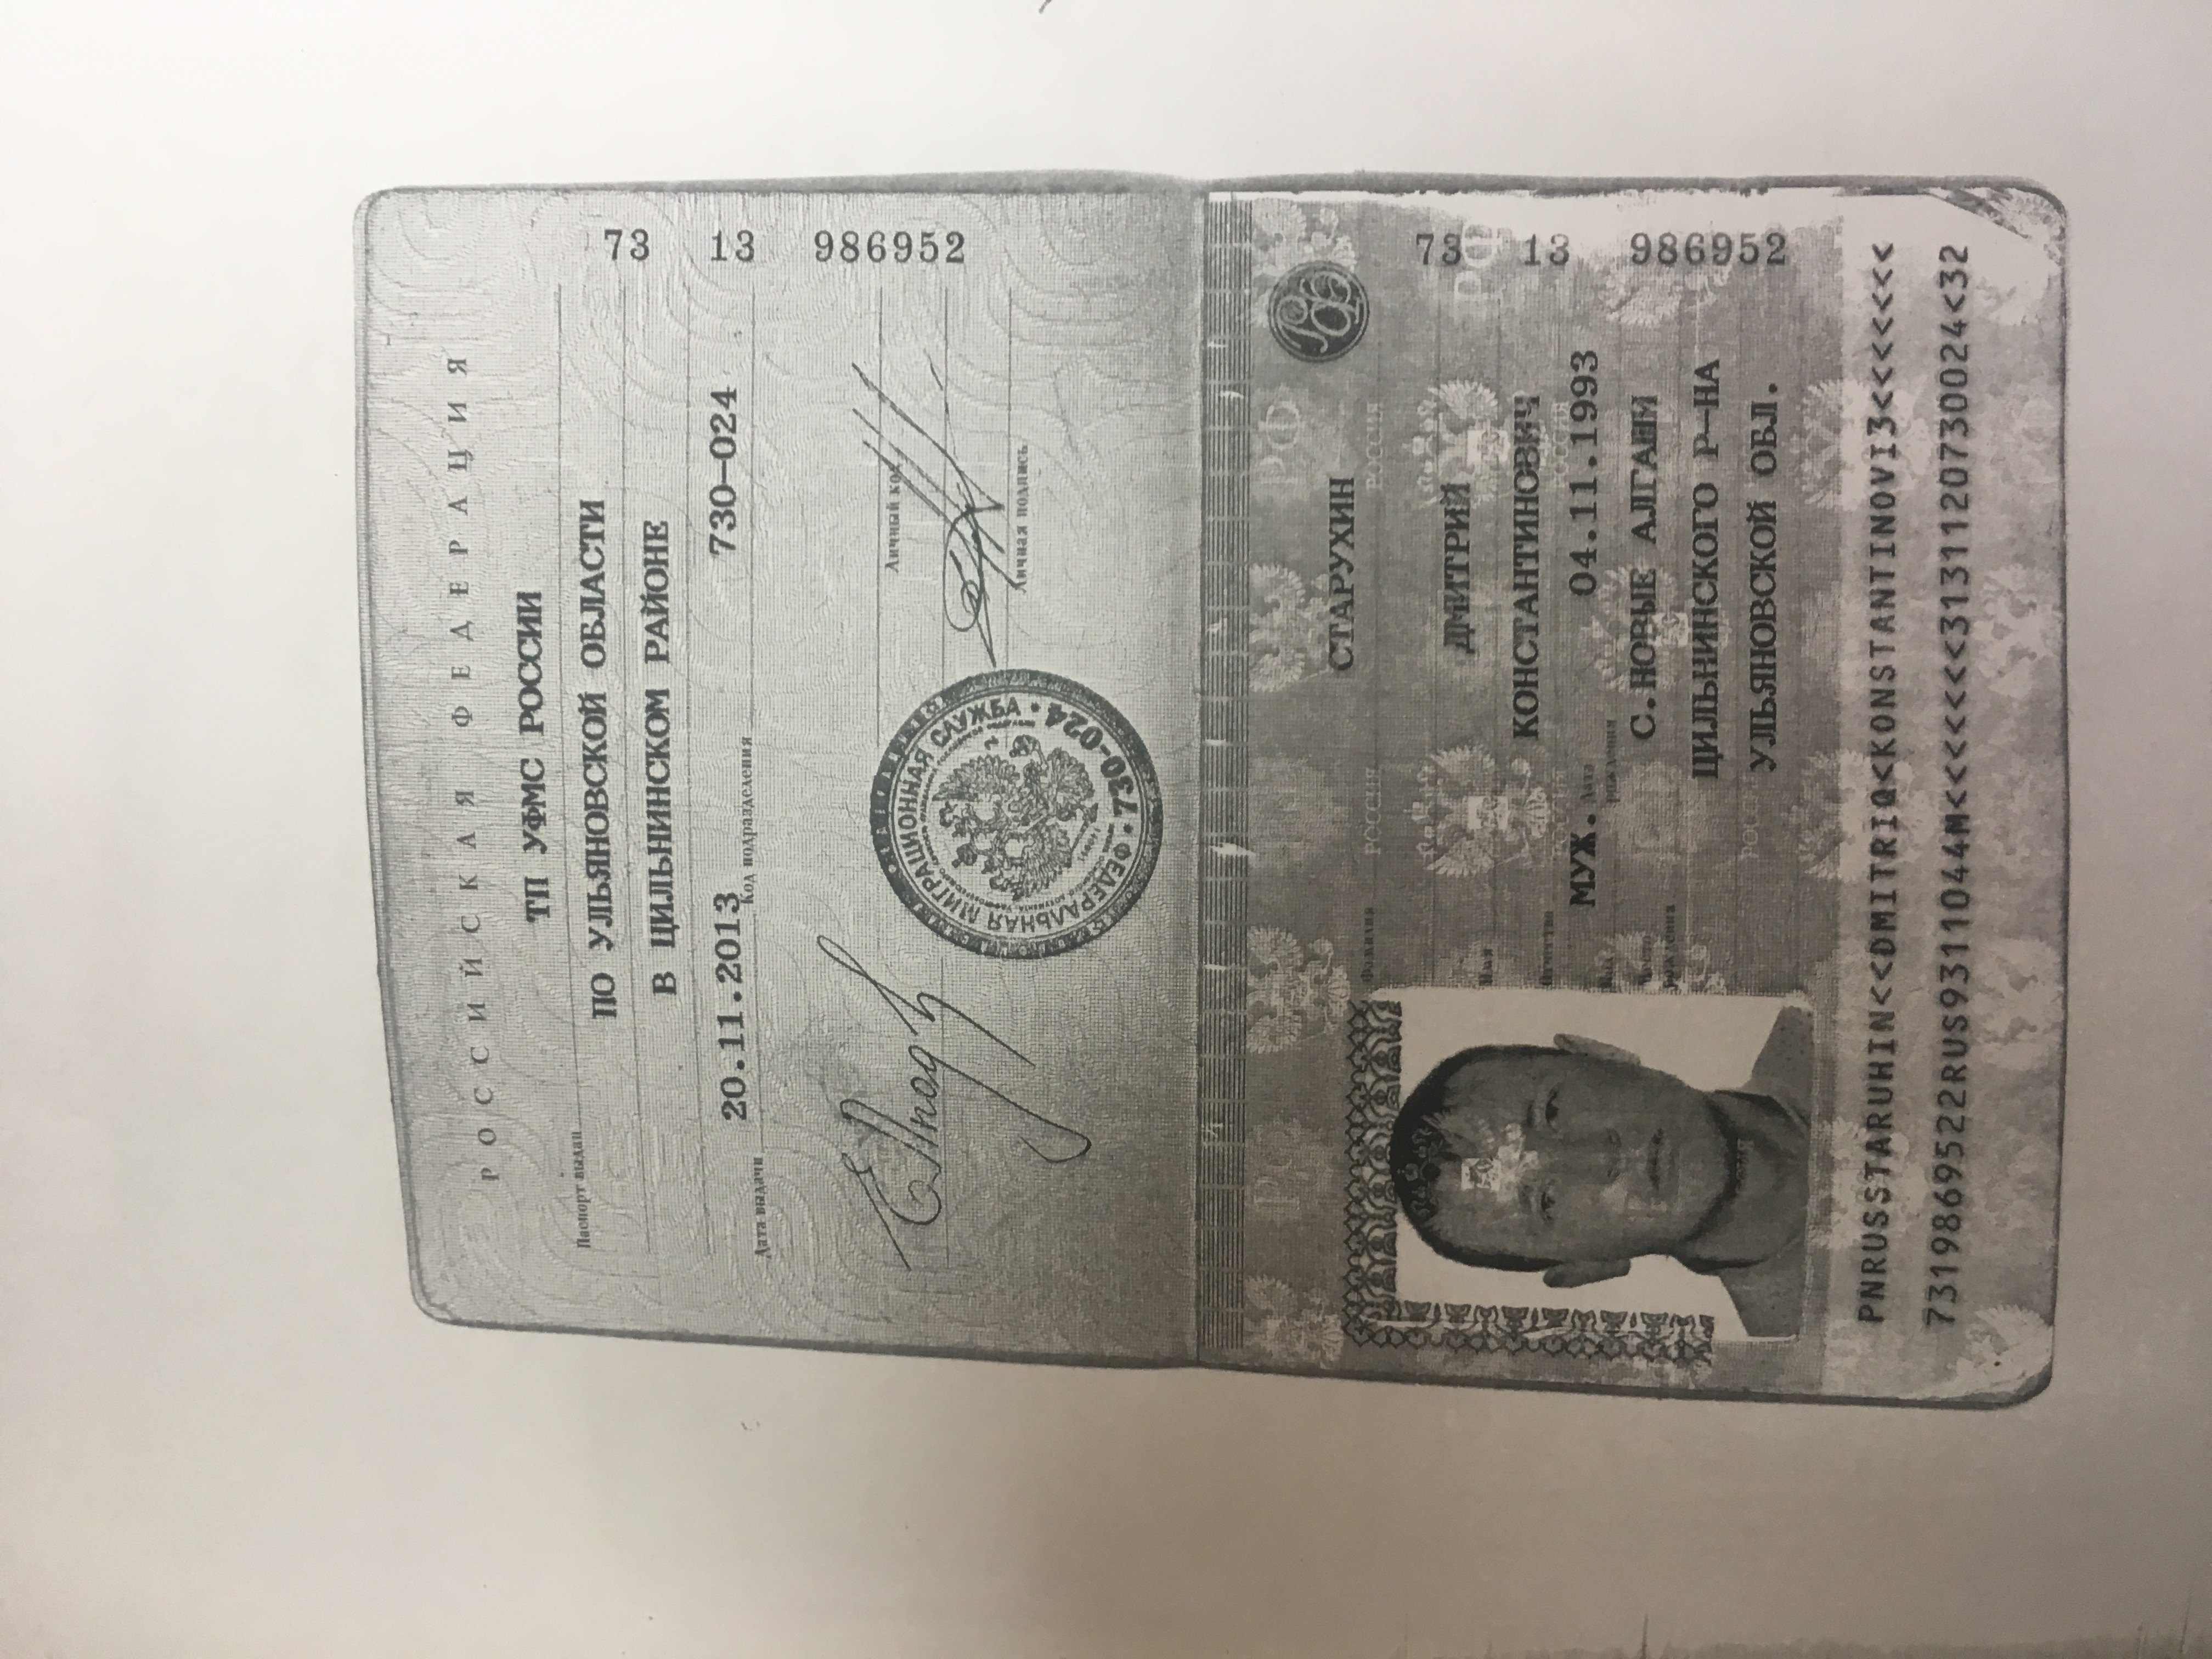 РОССИЙСКАЯ ФЕДЕРАЦИЯ
ТП УФМС РОССИИ
Паспорт выдан
ПО УЛЬЯНОВСКОЙ ОБЛАСТИ
В ЦИЛЬНИНСКОМ РАЙОНЕ
20.11.2013 730-024
Дата выдачи Код подразделения
73 13 986952
Личный код
Личная подпись
ФЕДЕРАЛЬНАЯ МИГРАЦИОННАЯ СЛУЖБА
730-024
СТАРУХИН
Фамилия
ДМИТРИЙ
Имя
КОНСТАНТИНОВИЧ
Отчество
МУЖ. Дата рождения 04.11.1993
Пол
Место рождения
С.НОВЫЕ АЛГАШИ
ЦИЛЬНИНСКОГО Р-НА
УЛЬЯНОВСКОЙ ОБЛ.
73 13 986952
РФ
РОССИЯ
PNRUSSTARUHIN<<DMITRIQ<KONSTANTINOVI3<<<<<<<
7319869522RUS9311044M<<<<<<<3131120730024<32